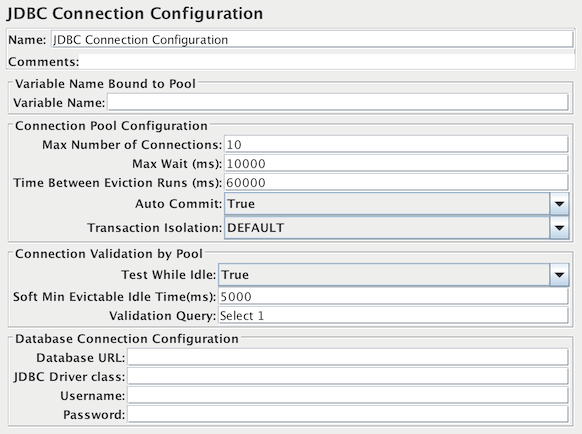 JDBC Connection Configuration
Name: JDBC Connection Configuration
Comments:
Variable Name Bound to Pool
Variable Name:
Connection Pool Configuration
Max Number of Connections: 10
Max Wait (ms): 10000
Time Between Eviction Runs (ms): 60000
Auto Commit: True
Transaction Isolation: DEFAULT
Connection Validation by Pool
Test While Idle: True
Soft Min Evictable Idle Time(ms): 5000
Validation Query: Select 1
Database Connection Configuration
Database URL:
JDBC Driver class:
Username:
Password: